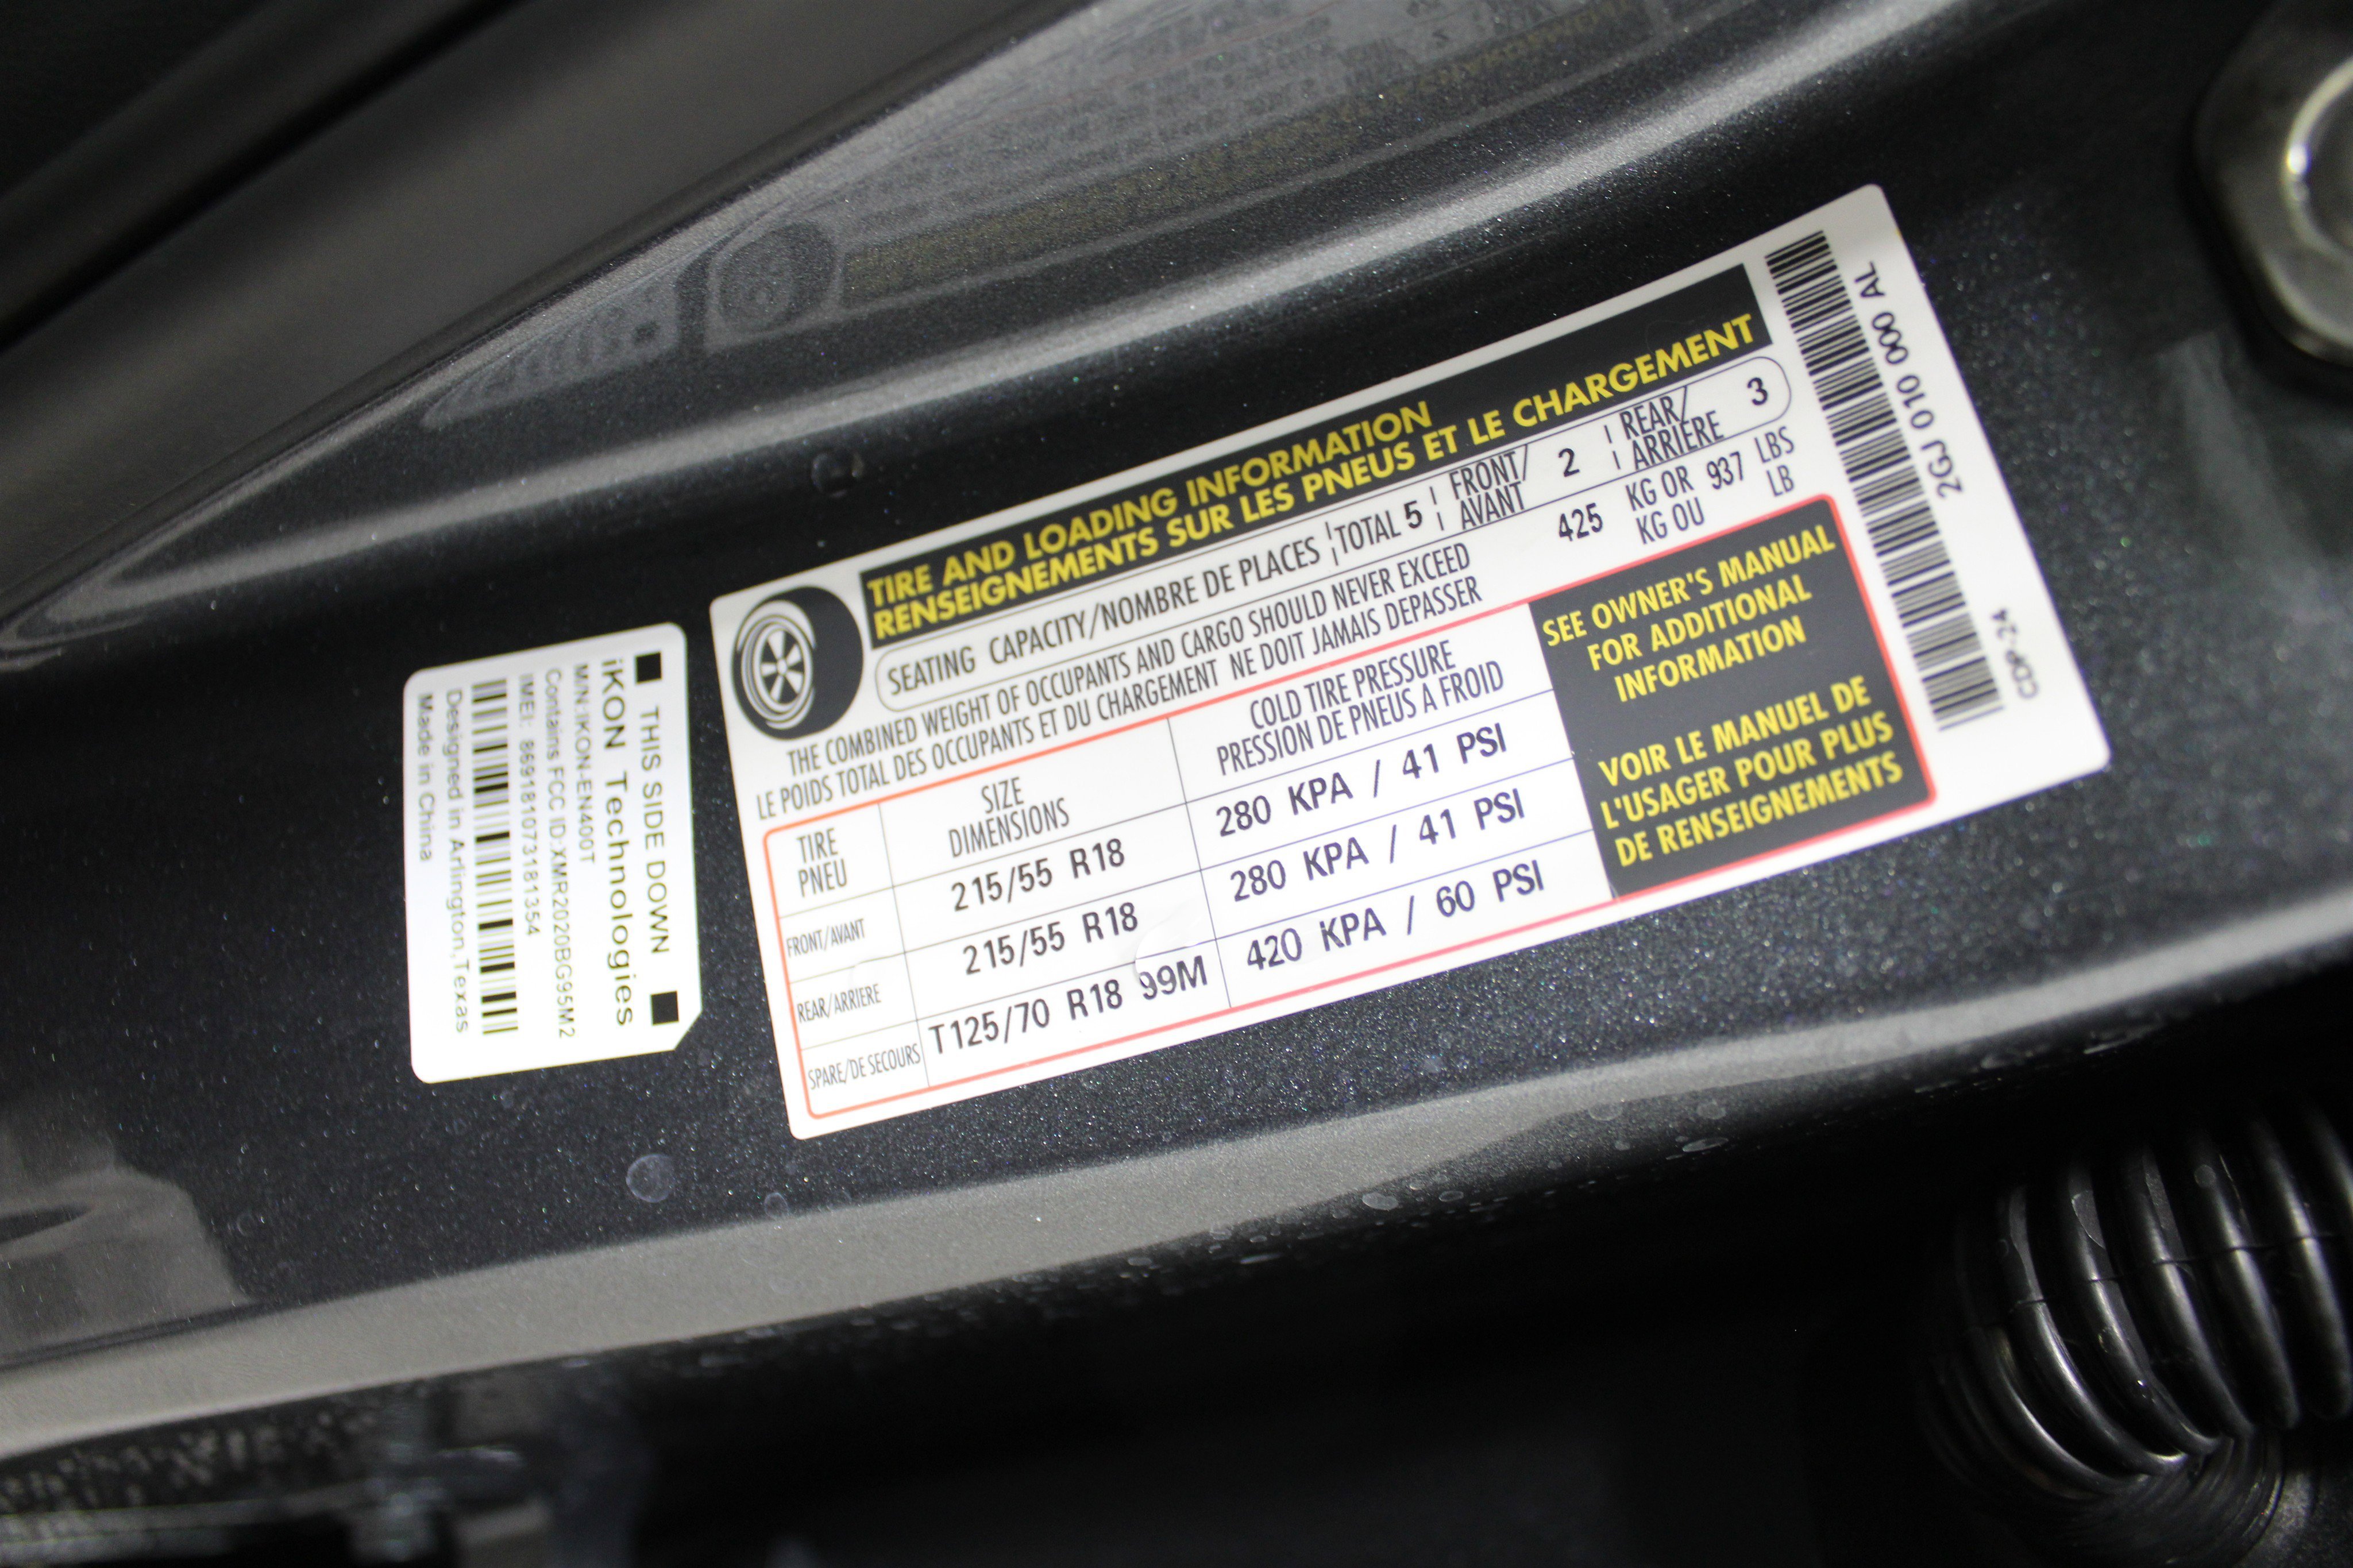 TIRE AND LOADING INFORMATION
RENSEIGNEMENTS SUR LES PNEUS ET LE CHARGEMENT
SEATING CAPACITY/NOMBRE DE PLACES TOTAL 5 FRONT/AVANT 2 REAR/ARRIÈRE 3
THE COMBINED WEIGHT OF OCCUPANTS AND CARGO SHOULD NEVER EXCEED 425 KG OR 937 LBS
LE POIDS TOTAL DES OCCUPANTS ET DU CHARGEMENT NE DOIT JAMAIS DEPASSER KG OU LB
TIRE SIZE COLD TIRE PRESSURE
PNEU DIMENSIONS PRESSION DE PNEUS A FROID
FRONT/AVANT 215/55 R18 280 KPA / 41 PSI
REAR/ARRIERE 215/55 R18 280 KPA / 41 PSI
SPARE/DE SECOURS T125/70 R18 99M 420 KPA / 60 PSI
SEE OWNER'S MANUAL
FOR ADDITIONAL
INFORMATION
VOIR LE MANUEL DE
L'USAGER POUR PLUS
DE RENSEIGNEMENTS
2GJ 010 000 AL
CDP-24
THIS SIDE DOWN
iKON Technologies
M/N:IKON-EN400T
Contains FCC ID:XMR2020BG95M2
IMEI: 869181073181354
Designed in Arlington,Texas
Made in China